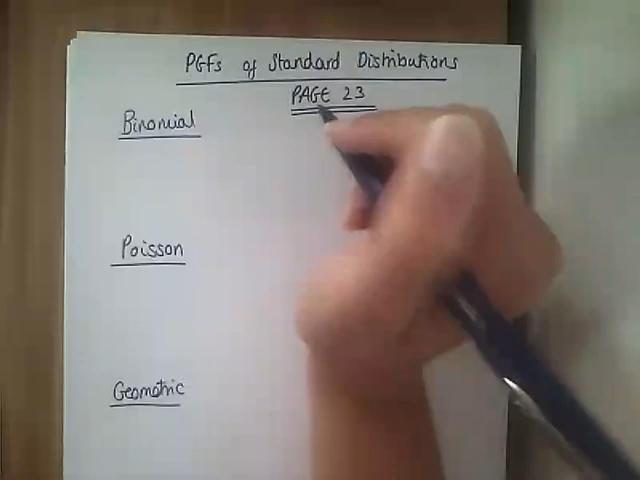 PGFs of Standard Distributions
PAGE 23
Binomial
Poisson
Geometric